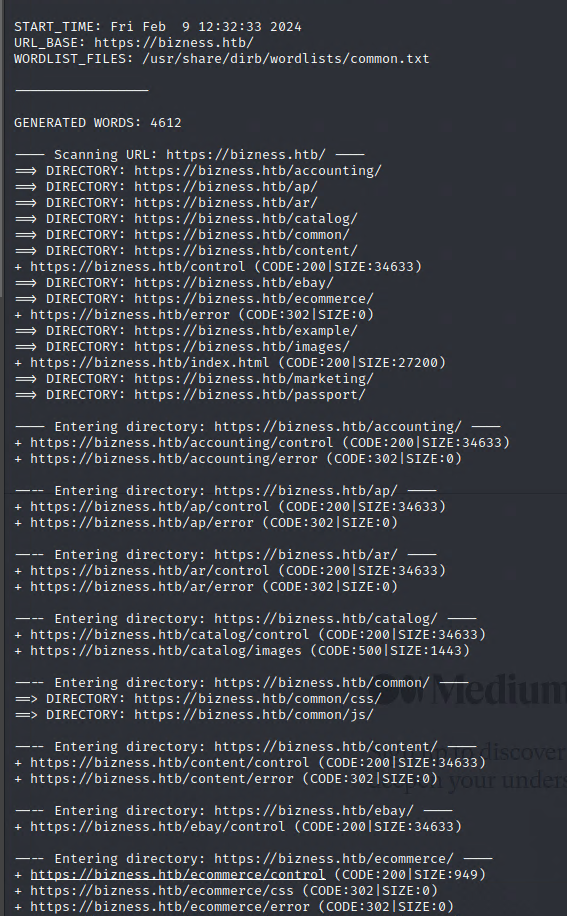 START_TIME: Fri Feb  9 12:32:33 2024
URL_BASE: https://bizness.htb/
WORDLIST_FILES: /usr/share/dirb/wordlists/common.txt
-----------------
GENERATED WORDS: 4612
---- Scanning URL: https://bizness.htb/ ----
==> DIRECTORY: https://bizness.htb/accounting/
==> DIRECTORY: https://bizness.htb/ap/
==> DIRECTORY: https://bizness.htb/ar/
==> DIRECTORY: https://bizness.htb/catalog/
==> DIRECTORY: https://bizness.htb/common/
==> DIRECTORY: https://bizness.htb/content/
+ https://bizness.htb/control (CODE:200|SIZE:34633)
==> DIRECTORY: https://bizness.htb/ebay/
==> DIRECTORY: https://bizness.htb/ecommerce/
+ https://bizness.htb/error (CODE:302|SIZE:0)
==> DIRECTORY: https://bizness.htb/example/
==> DIRECTORY: https://bizness.htb/images/
+ https://bizness.htb/index.html (CODE:200|SIZE:27200)
==> DIRECTORY: https://bizness.htb/marketing/
==> DIRECTORY: https://bizness.htb/passport/
---- Entering directory: https://bizness.htb/accounting/ ----
+ https://bizness.htb/accounting/control (CODE:200|SIZE:34633)
+ https://bizness.htb/accounting/error (CODE:302|SIZE:0)
---- Entering directory: https://bizness.htb/ap/ ----
+ https://bizness.htb/ap/control (CODE:200|SIZE:34633)
+ https://bizness.htb/ap/error (CODE:302|SIZE:0)
---- Entering directory: https://bizness.htb/ar/ ----
+ https://bizness.htb/ar/control (CODE:200|SIZE:34633)
+ https://bizness.htb/ar/error (CODE:302|SIZE:0)
---- Entering directory: https://bizness.htb/catalog/ ----
+ https://bizness.htb/catalog/control (CODE:200|SIZE:34633)
+ https://bizness.htb/catalog/images (CODE:500|SIZE:1443)
---- Entering directory: https://bizness.htb/common/ ----
==> DIRECTORY: https://bizness.htb/common/css/
==> DIRECTORY: https://bizness.htb/common/js/
Medium
---- Entering directory: https://bizness.htb/content/ ----
to discover
+ https://bizness.htb/content/control (CODE:200|SIZE:34633)
+ https://bizness.htb/content/error (CODE:302|SIZE:0)
your
---- Entering directory: https://bizness.htb/ebay/ ----
+ https://bizness.htb/ebay/control (CODE:200|SIZE:34633)
---- Entering directory: https://bizness.htb/ecommerce/ ----
+ https://bizness.htb/ecommerce/control (CODE:200|SIZE:949)
+ https://bizness.htb/ecommerce/css (CODE:302|SIZE:0)
+ https://bizness.htb/ecommerce/error (CODE:302|SIZE:0)